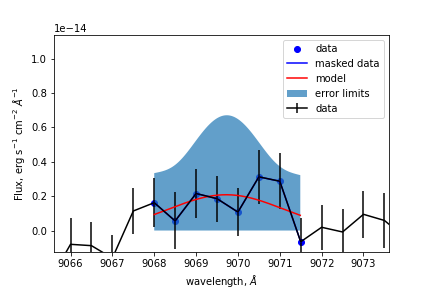 1e−14
data
masked data
model
error limits
data
1.0
0.8
0.6
0.4
0.2
0.0
Flux, erg s⁻¹ cm⁻² Å⁻¹
9066 9067 9068 9069 9070 9071 9072 9073
wavelength, Å